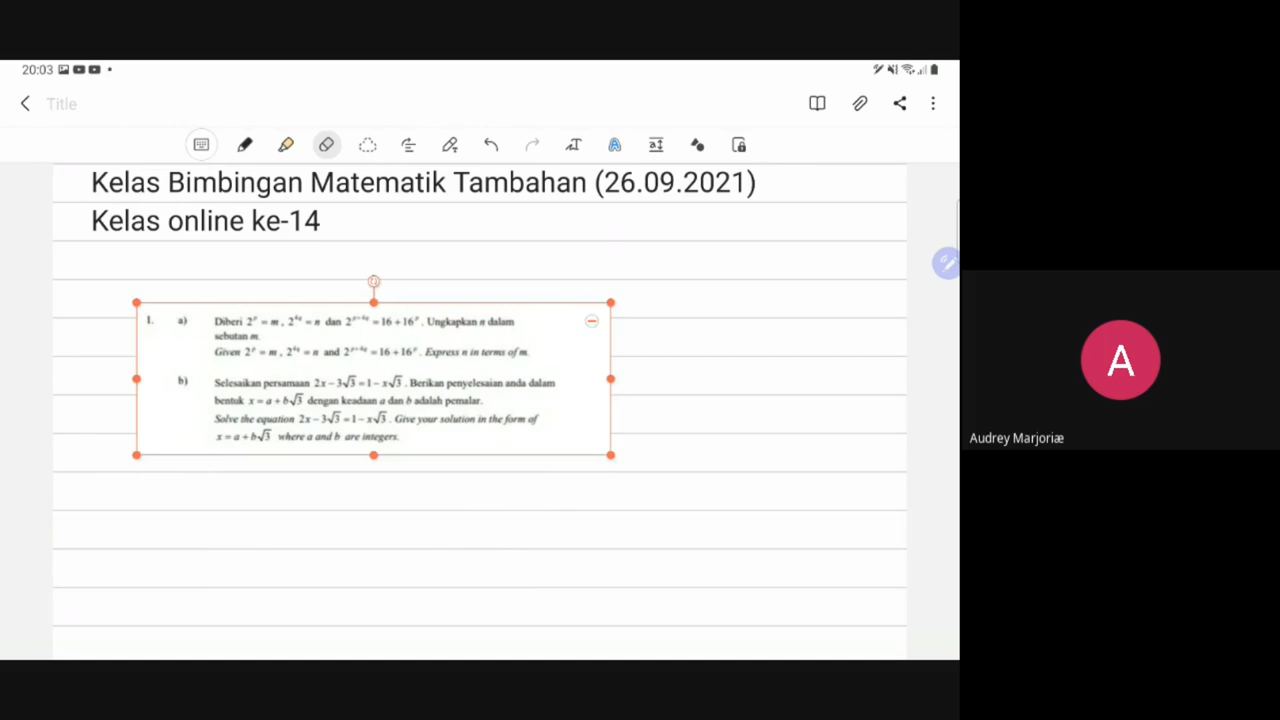 20:03
Title
Kelas Bimbingan Matematik Tambahan (26.09.2021)
Kelas online ke-14
1. a) Diberi 2^p = m, 2^{4q} = n dan 2^{p+4q} = 16 + 16^p. Ungkapkan n dalam
sebutan m.
Given 2^p = m, 2^{4q} = n and 2^{p+4q} = 16 + 16^p. Express n in terms of m.
b) Selesaikan persamaan 2x − 3√3 = 1 − x√3. Berikan penyelesaian anda dalam
bentuk x = a + b√3 dengan keadaan a dan b adalah pemalar.
Solve the equation 2x − 3√3 = 1 − x√3. Give your solution in the form of
x = a + b√3 where a and b are integers.
A
Audrey Marjoriæ